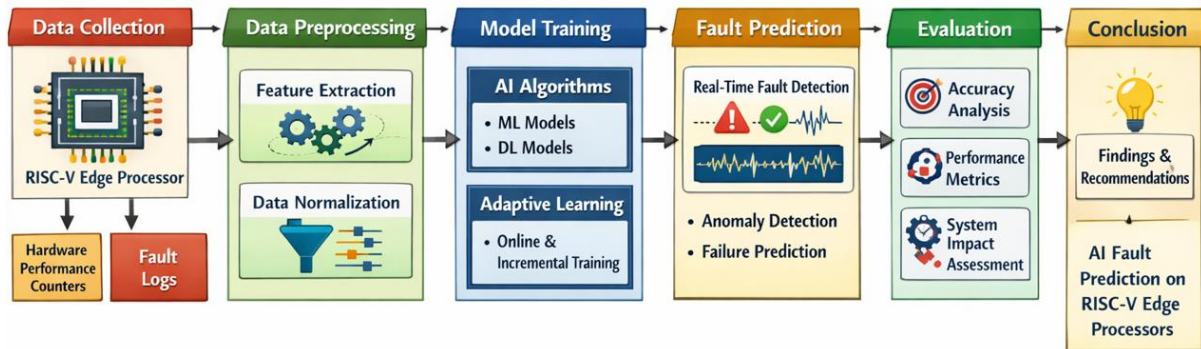 Data Collection
RISC-V Edge Processor
Hardware
Performance
Counters
Fault
Logs
Data Preprocessing
Feature Extraction
Data Normalization
Model Training
AI Algorithms
• ML Models
• DL Models
Adaptive Learning
• Online &
Incremental Training
Fault Prediction
Real-Time Fault Detection
• Anomaly Detection
• Failure Prediction
Evaluation
Accuracy
Analysis
Performance
Metrics
System
Impact
Assessment
Conclusion
Findings &
Recommendations
AI Fault
Prediction on
RISC-V Edge
Processors